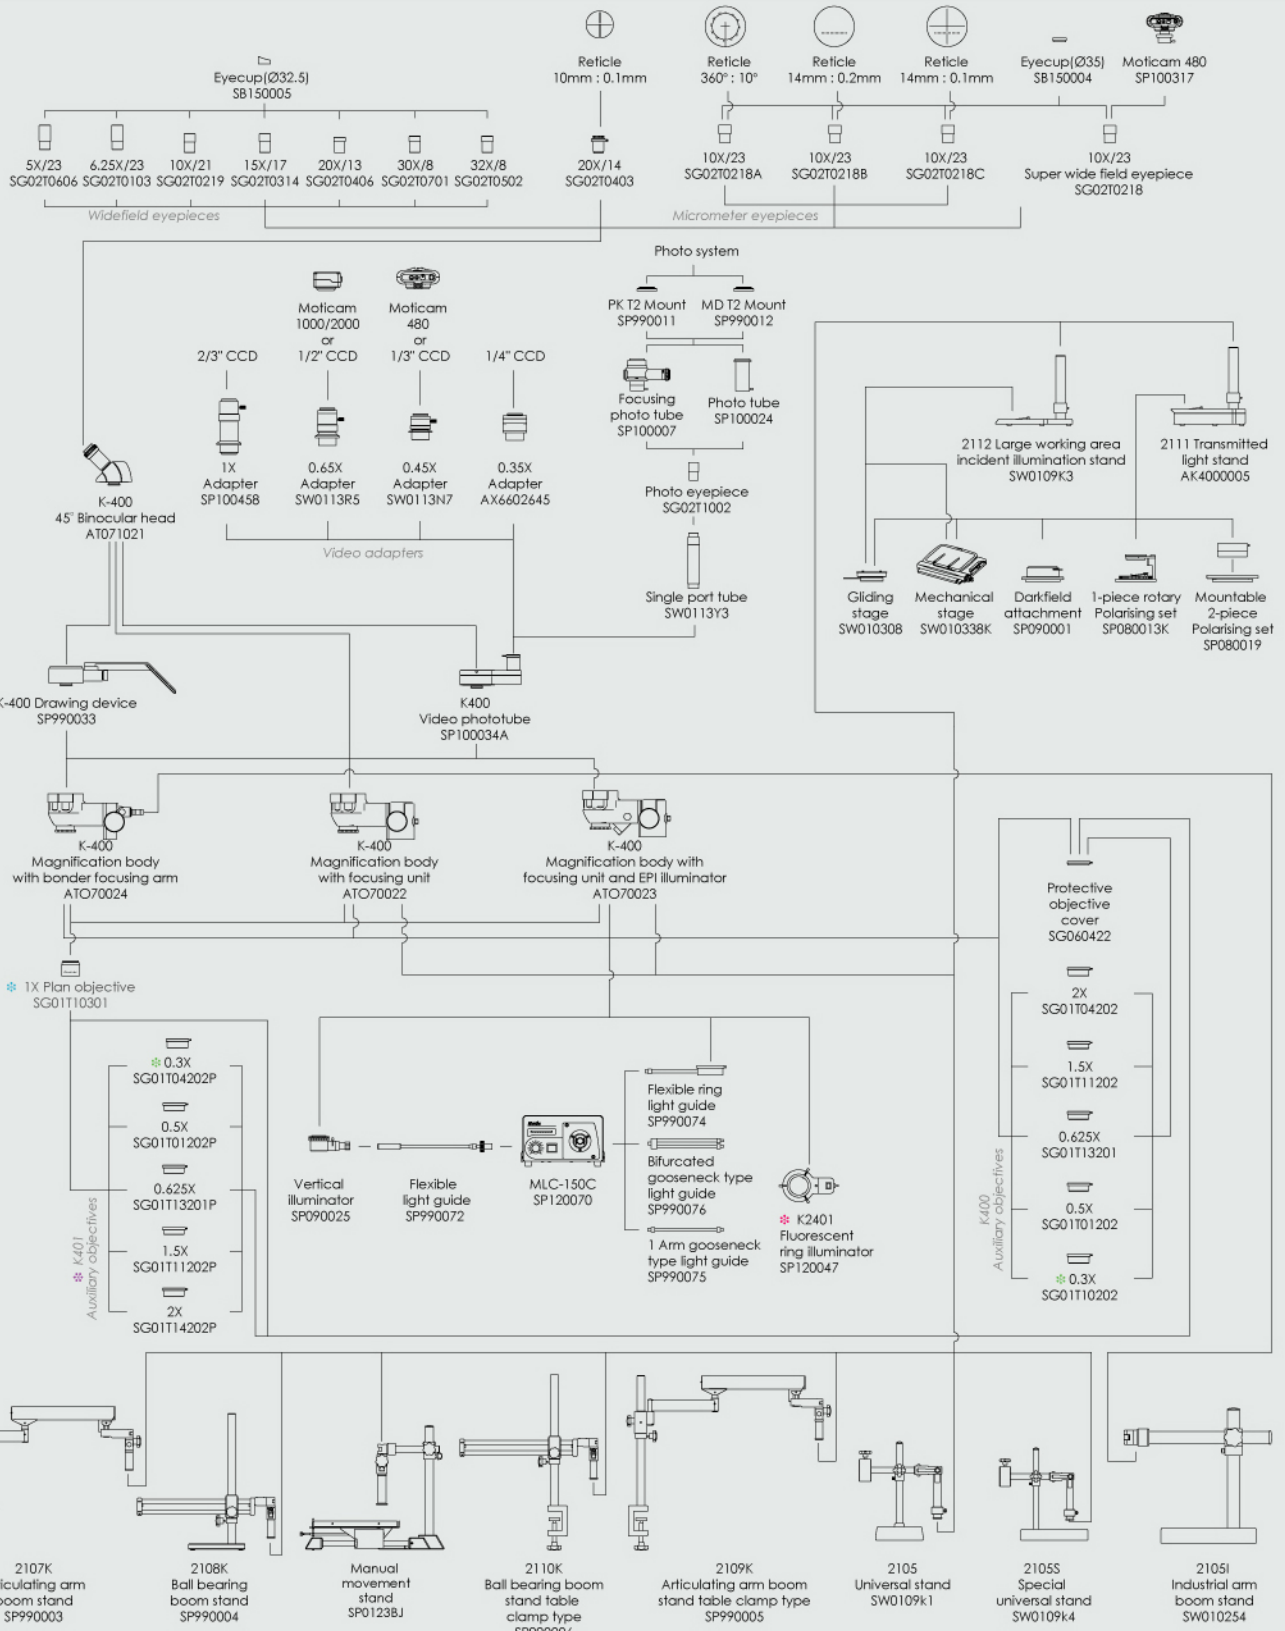 Eyecup(Ø32.5)
SB150005
Reticle
10mm : 0.1mm
Reticle
360° : 10°
Reticle
14mm : 0.2mm
Reticle
14mm : 0.1mm
Eyecup(Ø35)
SB150004
Moticam 480
SP100317
5X/23
SG02T0606
6.25X/23
SG02T0103
10X/21
SG02T0219
15X/17
SG02T0314
20X/13
SG02T0406
30X/8
SG02T0701
32X/8
SG02T0502
20X/14
SG02T0403
10X/23
SG02T0218A
10X/23
SG02T0218B
10X/23
SG02T0218C
10X/23
Super wide field eyepiece
SG02T0218
Widefield eyepieces
Micrometer eyepieces
Photo system
PK T2 Mount
SP990011
MD T2 Mount
SP990012
2/3" CCD
Moticam
1000/2000
or
1/2" CCD
Moticam
480
or
1/3" CCD
1/4" CCD
Focusing
photo tube
SP100007
Photo tube
SP100024
2112 Large working area
incident illumination stand
SW0109K3
2111 Transmitted
light stand
AK4000005
1X
Adapter
SP100458
0.65X
Adapter
SW0113R5
0.45X
Adapter
SW0113N7
0.35X
Adapter
AX6602645
Photo eyepiece
SG02T1002
Video adapters
K-400
45° Binocular head
AT071021
Single port tube
SW0113Y3
Gliding
stage
SW010308
Mechanical
stage
SW010338K
Darkfield
attachment
SP090001
1-piece rotary
Polarising set
SP080013K
Mountable
2-piece
Polarising set
SP080019
K-400 Drawing device
SP990033
K400
Video phototube
SP100034A
K-400
Magnification body
with bonder focusing arm
ATO70024
K-400
Magnification body
with focusing unit
ATO70022
K-400
Magnification body with
focusing unit and EPI illuminator
ATO70023
Protective
objective
cover
SG060422
1X Plan objective
SG01T10301
2X
SG01T04202
1.5X
SG01T11202
0.625X
SG01T13201
0.5X
SG01T01202
0.3X
SG01T10202
K400
Auxiliary objectives
0.3X
SG01T04202P
0.5X
SG01T01202P
0.625X
SG01T13201P
1.5X
SG01T11202P
2X
SG01T14202P
K401
Auxiliary objectives
Vertical
illuminator
SP090025
Flexible
light guide
SP990072
MLC-150C
SP120070
Flexible ring
light guide
SP990074
Bifurcated
gooseneck type
light guide
SP990076
1 Arm gooseneck
type light guide
SP990075
K2401
Fluorescent
ring illuminator
SP120047
2107K
iculating arm
boom stand
SP990003
2108K
Ball bearing
boom stand
SP990004
Manual
movement
stand
SP0123BJ
2110K
Ball bearing boom
stand table
clamp type
2109K
Articulating arm boom
stand table clamp type
SP990005
2105
Universal stand
SW0109k1
2105S
Special
universal stand
SW0109k4
2105I
Industrial arm
boom stand
SW010254